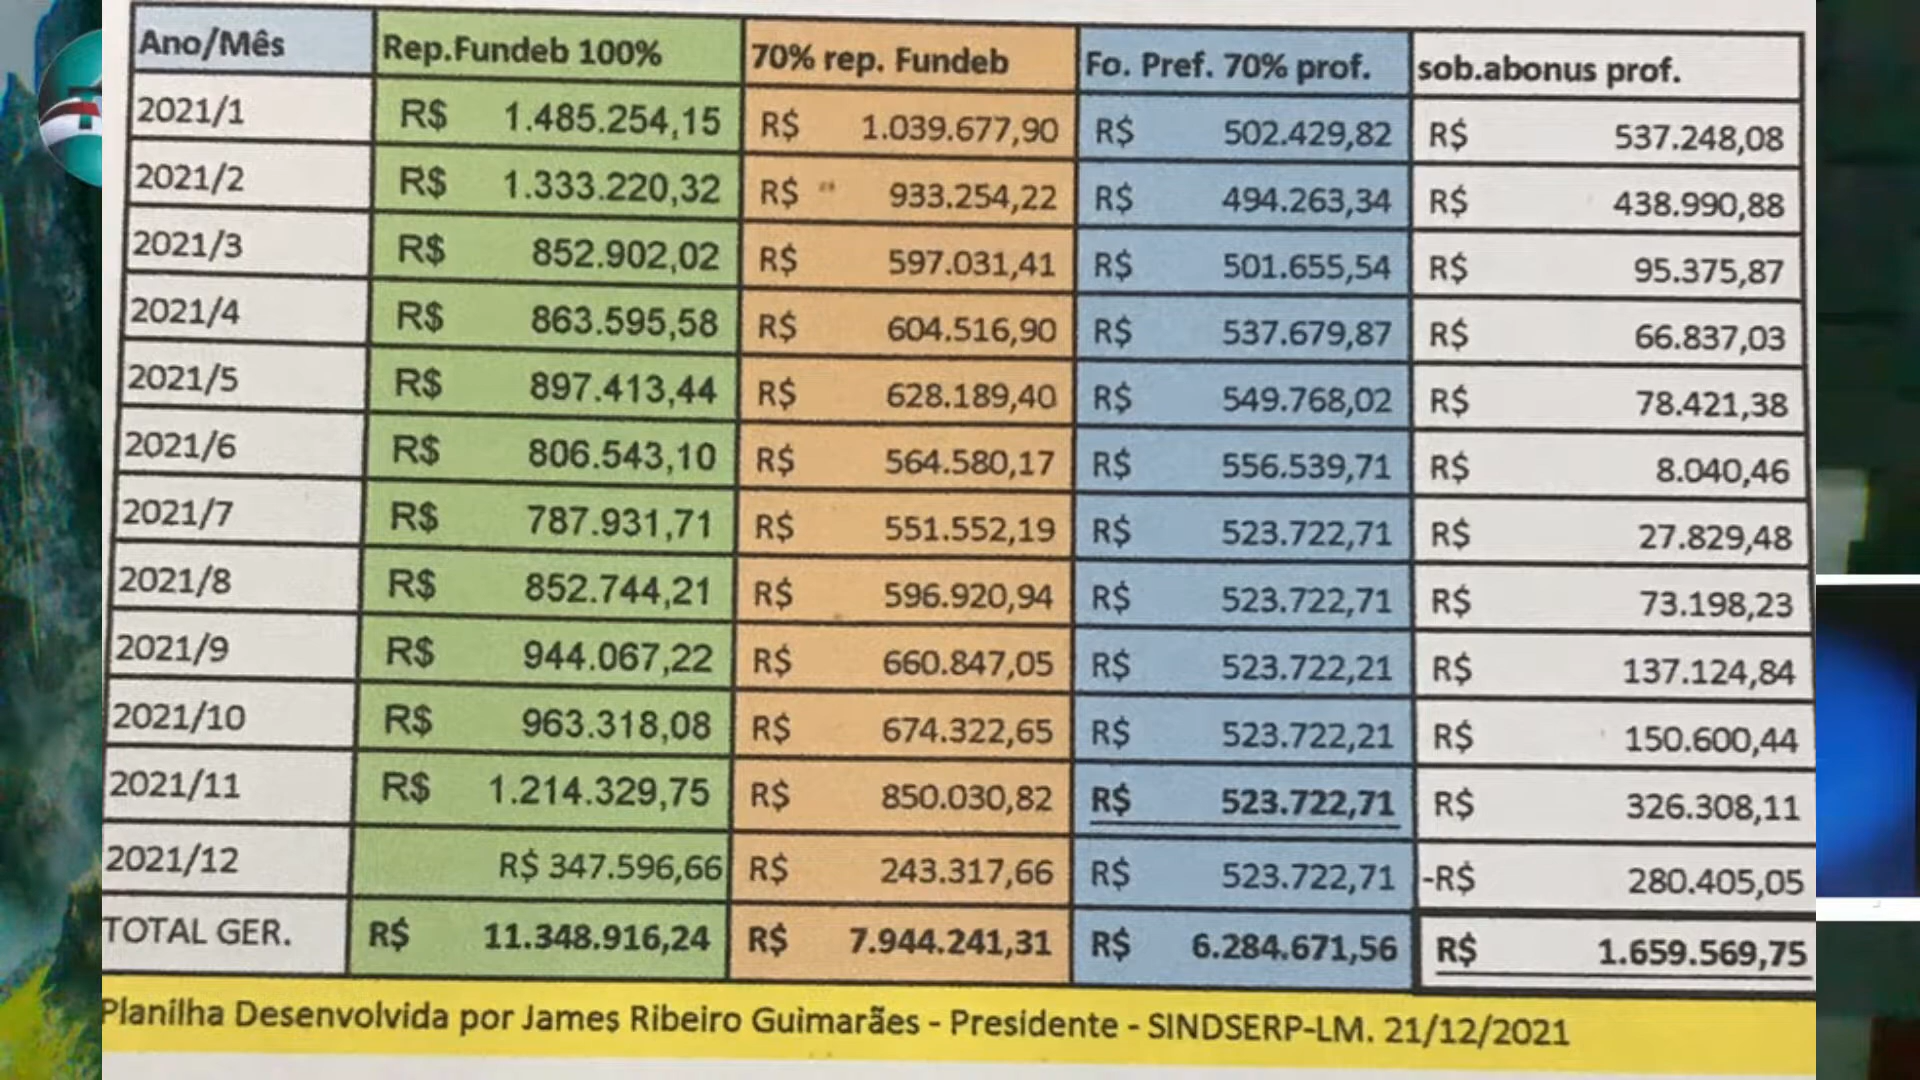 Ano/Mês Rep.Fundeb 100% 70% rep. Fundeb Fo. Pref. 70% prof. sob.abonus prof.
2021/1 R$ 1.485.254,15 R$ 1.039.677,90 R$ 502.429,82 R$ 537.248,08
2021/2 R$ 1.333.220,32 R$ 933.254,22 R$ 494.263,34 R$ 438.990,88
2021/3 R$ 852.902,02 R$ 597.031,41 R$ 501.655,54 R$ 95.375,87
2021/4 R$ 863.595,58 R$ 604.516,90 R$ 537.679,87 R$ 66.837,03
2021/5 R$ 897.413,44 R$ 628.189,40 R$ 549.768,02 R$ 78.421,38
2021/6 R$ 806.543,10 R$ 564.580,17 R$ 556.539,71 R$ 8.040,46
2021/7 R$ 787.931,71 R$ 551.552,19 R$ 523.722,71 R$ 27.829,48
2021/8 R$ 852.744,21 R$ 596.920,94 R$ 523.722,71 R$ 73.198,23
2021/9 R$ 944.067,22 R$ 660.847,05 R$ 523.722,21 R$ 137.124,84
2021/10 R$ 963.318,08 R$ 674.322,65 R$ 523.722,21 R$ 150.600,44
2021/11 R$ 1.214.329,75 R$ 850.030,82 R$ 523.722,71 R$ 326.308,11
2021/12 R$ 347.596,66 R$ 243.317,66 R$ 523.722,71 -R$ 280.405,05
TOTAL GER. R$ 11.348.916,24 R$ 7.944.241,31 R$ 6.284.671,56 R$ 1.659.569,75
Planilha Desenvolvida por James Ribeiro Guimarães - Presidente - SINDSERP-LM. 21/12/2021